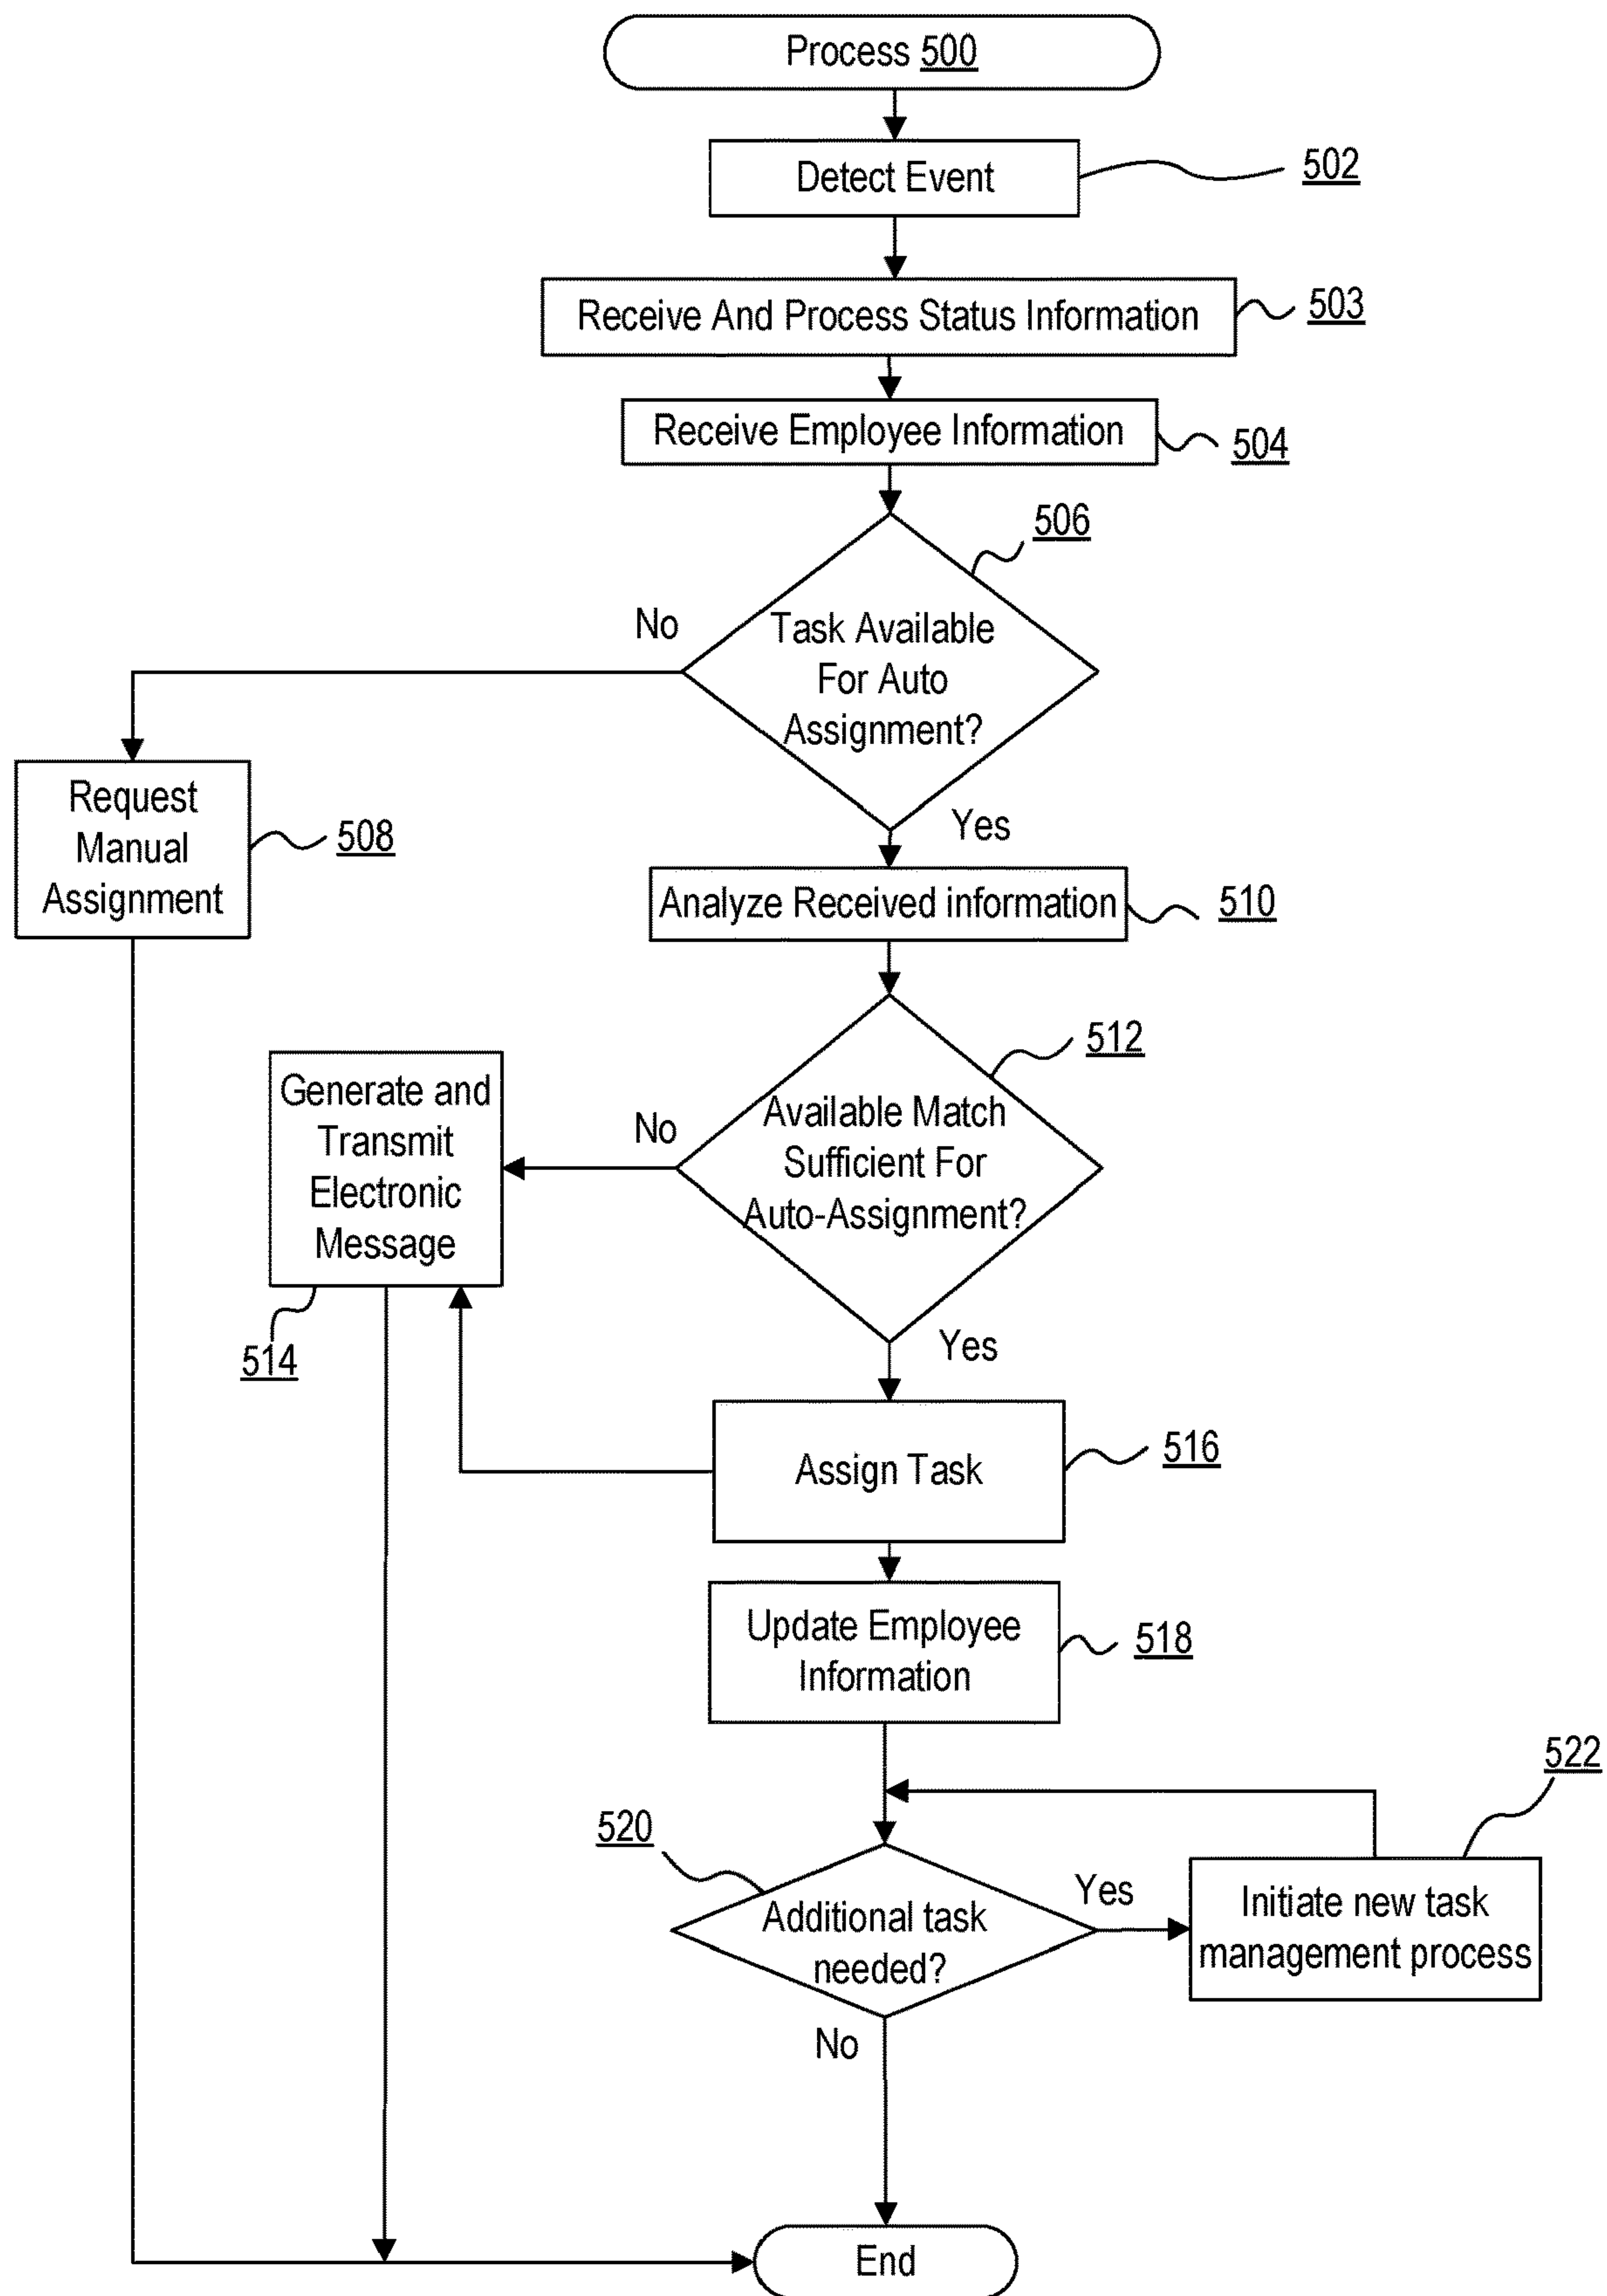 Process 500
Detect Event
502
Receive And Process Status Information
503
Receive Employee Information
504
506
Task Available
For Auto
Assignment?
No
Yes
Request
Manual
Assignment
508
Analyze Received information
510
512
Available Match
Sufficient For
Auto-Assignment?
No
Yes
Generate and
Transmit
Electronic
Message
514
Assign Task
516
Update Employee
Information
518
520
Additional task
needed?
Yes
No
522
Initiate new task
management process
End